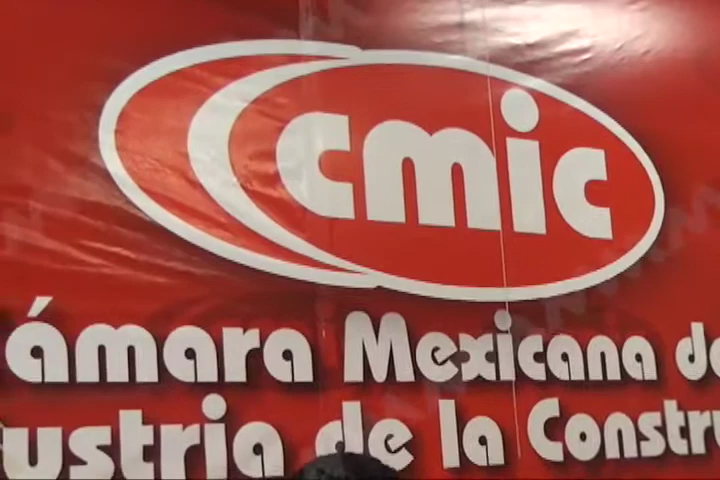 cmic
ámara Mexicana de
ustria de la Constru